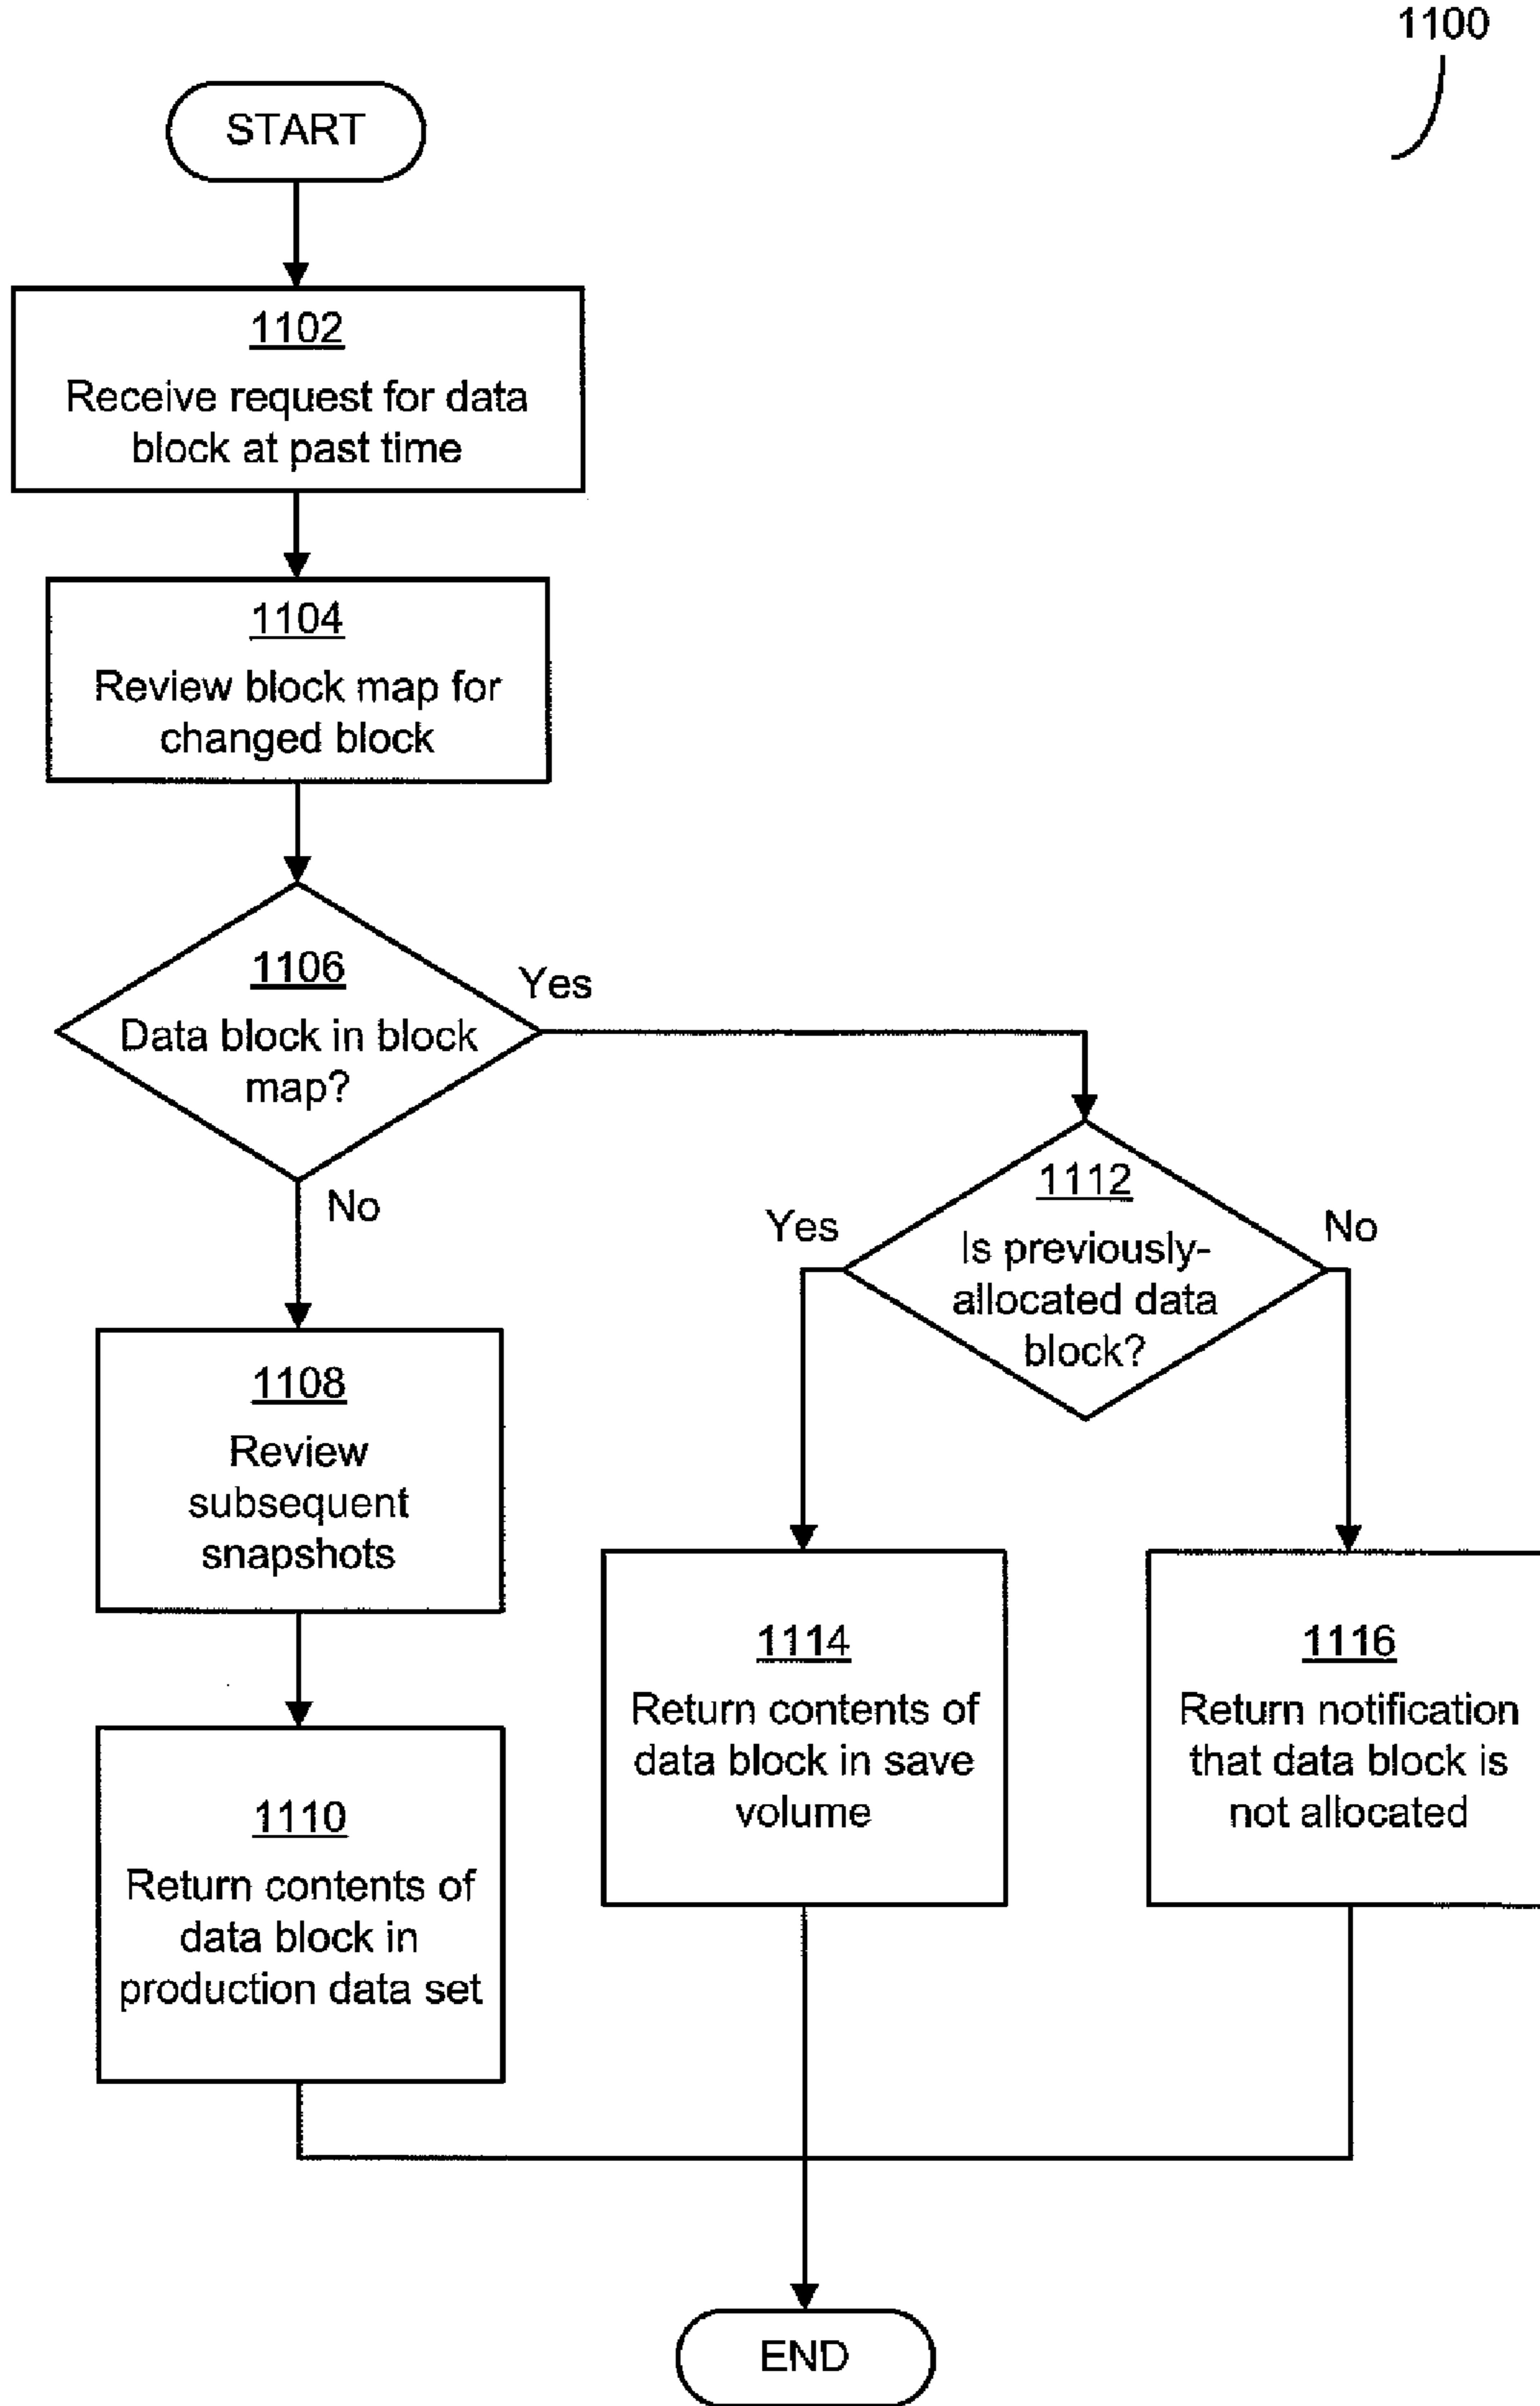 1100
START
1102
Receive request for data
block at past time
1104
Review block map for
changed block
1106
Data block in block
map?
Yes
No
1112
Is previously-
allocated data
block?
Yes
No
1108
Review
subsequent
snapshots
1110
Return contents of
data block in
production data set
1114
Return contents of
data block in save
volume
1116
Return notification
that data block is
not allocated
END